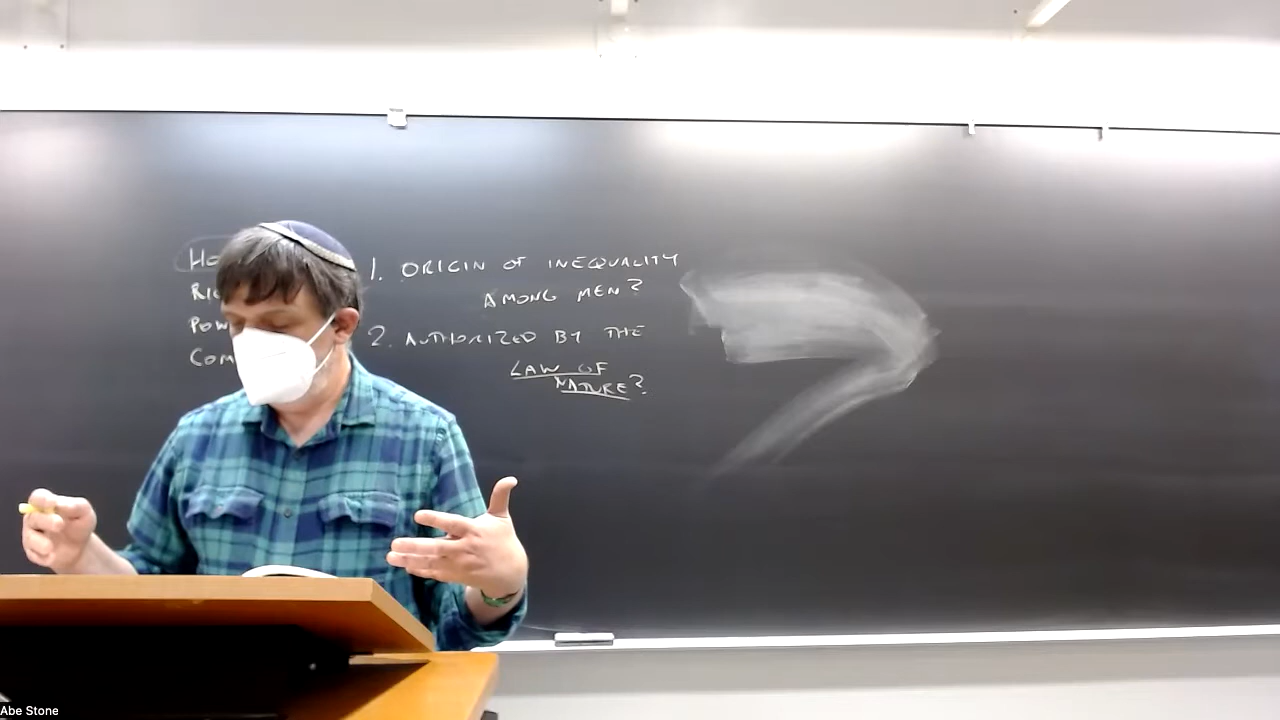 1. ORIGIN OF INEQUALITY
AMONG MEN?
2. AUTHORIZED BY THE
LAW OF
NATURE?
Abe Stone